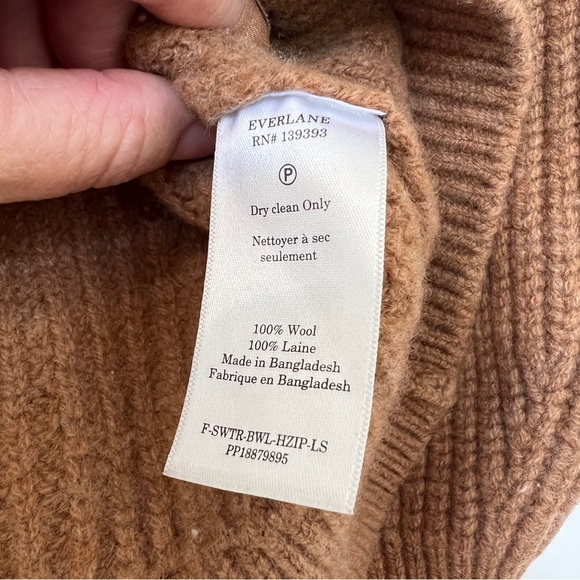 EVERLANE
RN# 139393
P
Dry clean Only
Nettoyer à sec
seulement
100% Wool
100% Laine
Made in Bangladesh
Fabrique en Bangladesh
F-SWTR-BWL-HZIP-LS
PP18879895